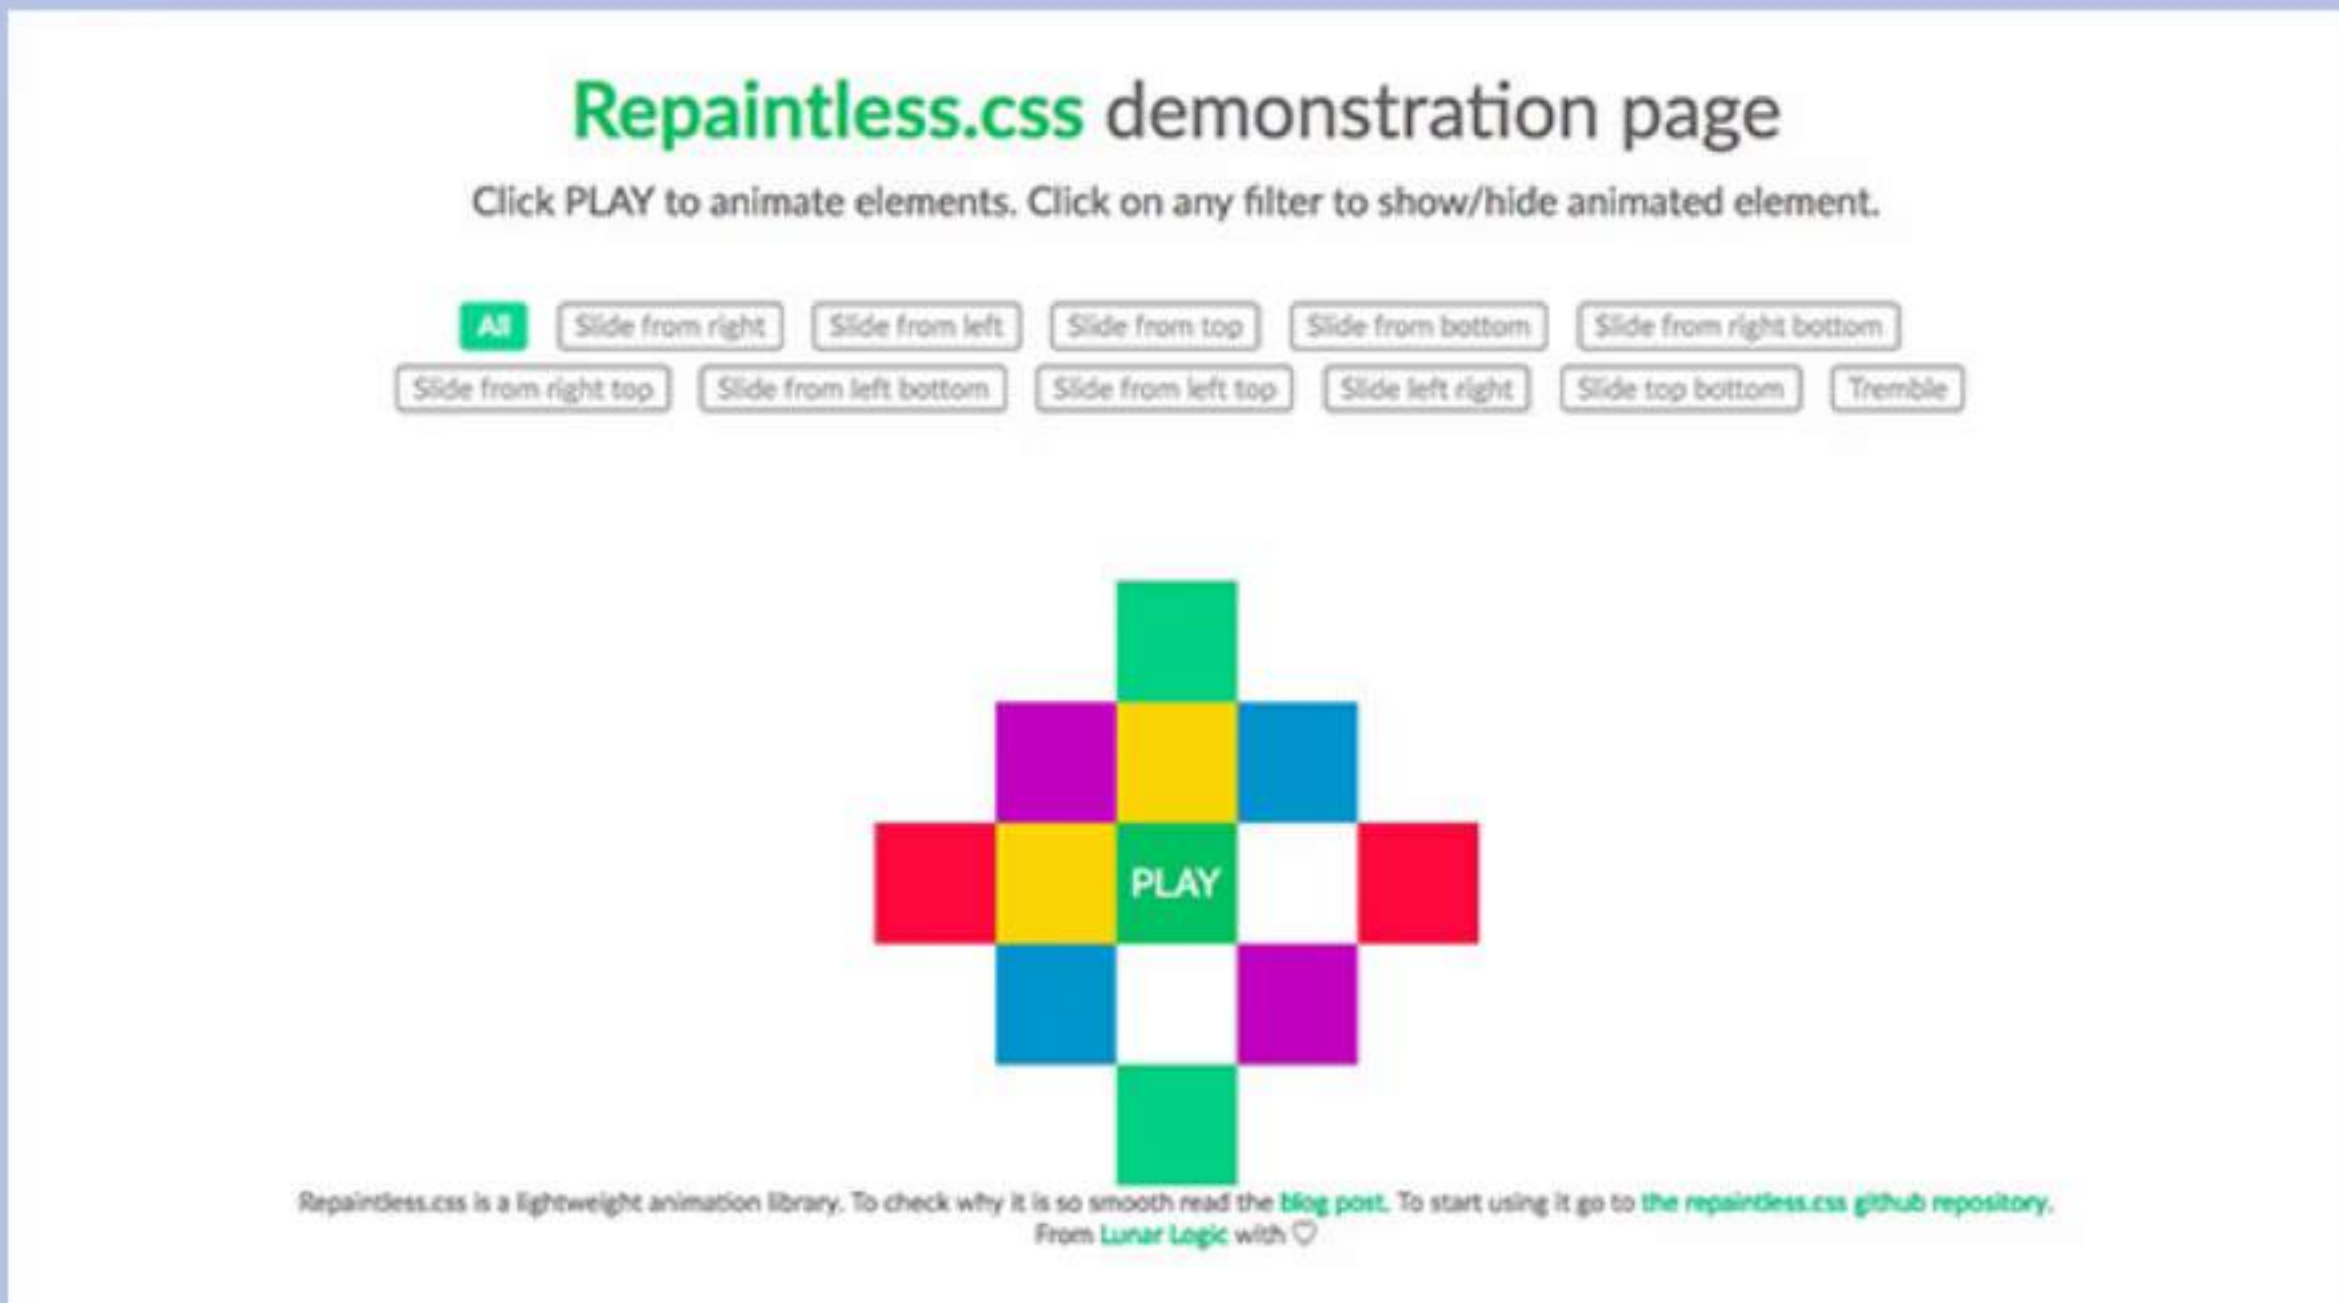 Repaintless.css demonstration page
Click PLAY to animate elements. Click on any filter to show/hide animated element.
All Slide from right Slide from left Slide from top Slide from bottom Slide from right bottom
Slide from right top Slide from left bottom Slide from left top Slide left right Slide top bottom Tremble
PLAY
Repaintless.css is a lightweight animation library. To check why it is so smooth read the blog post. To start using it go to the repaintless.css github repository.
From Lunar Logic with ♡